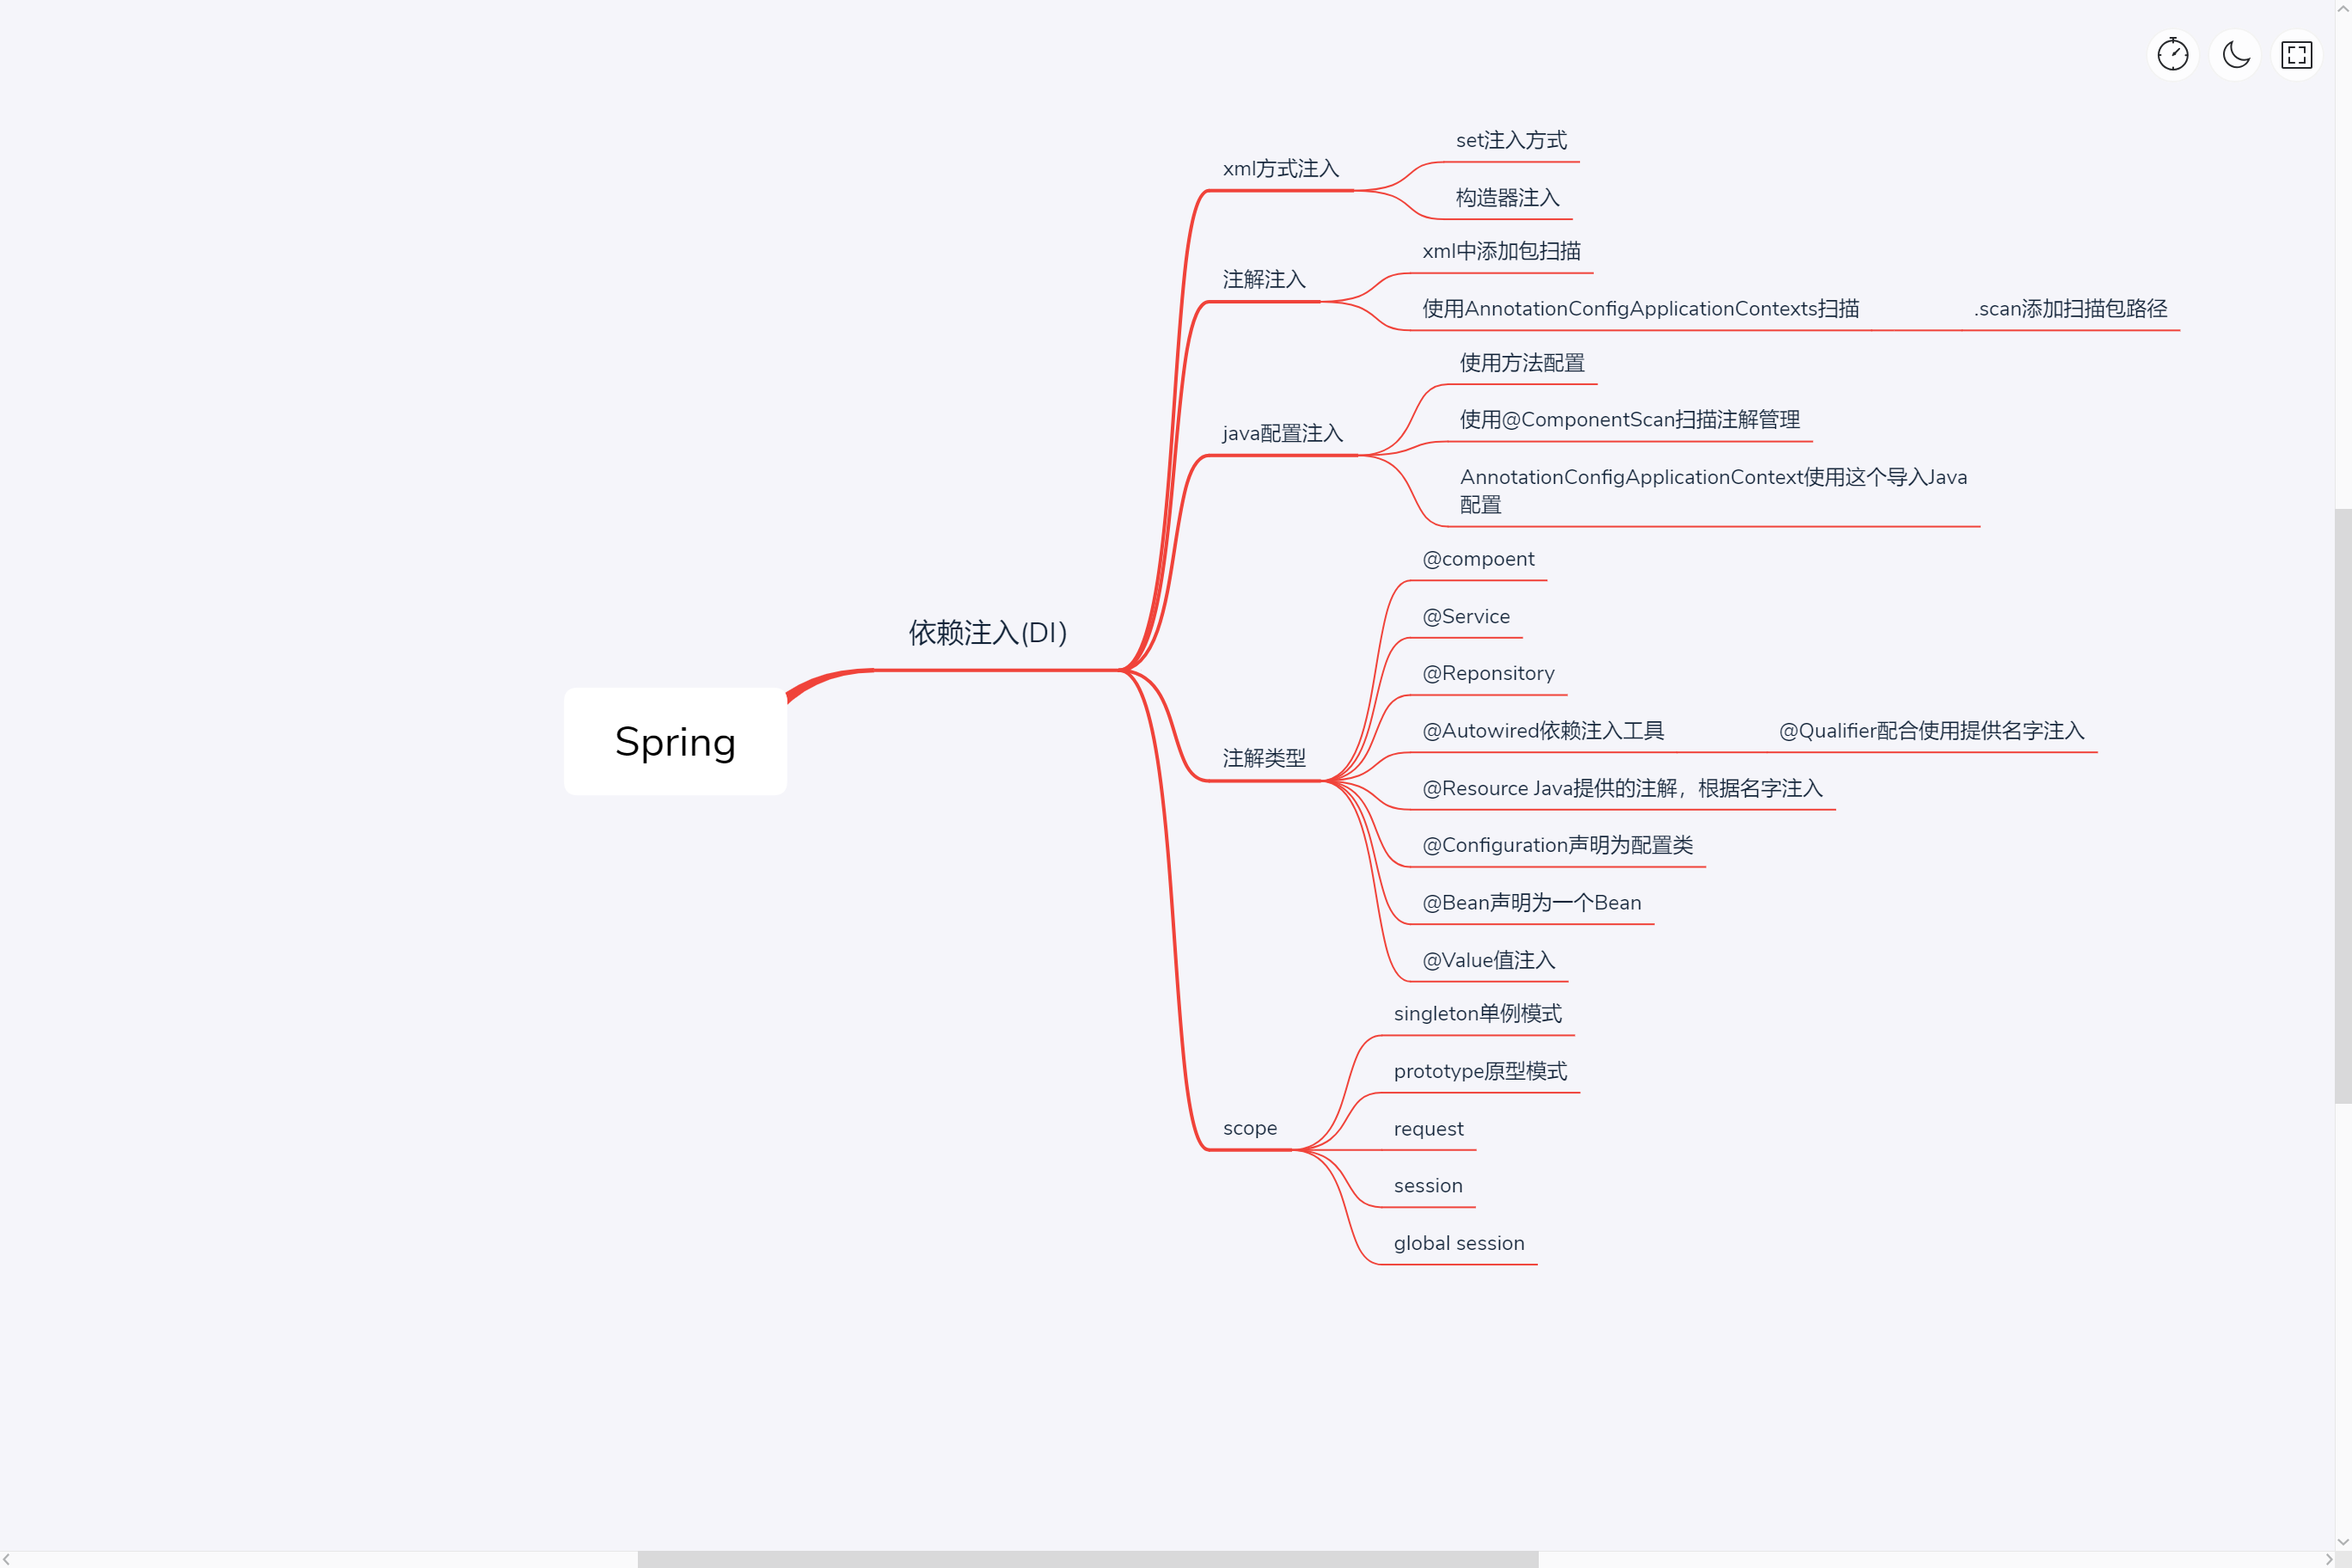 Spring
依赖注入(DI)
xml方式注入
set注入方式
构造器注入
注解注入
xml中添加包扫描
使用AnnotationConfigApplicationContexts扫描
.scan添加扫描包路径
java配置注入
使用方法配置
使用@ComponentScan扫描注解管理
AnnotationConfigApplicationContext使用这个导入Java
配置
注解类型
@compoent
@Service
@Reponsitory
@Autowired依赖注入工具
@Qualifier配合使用提供名字注入
@Resource Java提供的注解，根据名字注入
@Configuration声明为配置类
@Bean声明为一个Bean
@Value值注入
scope
singleton单例模式
prototype原型模式
request
session
global session